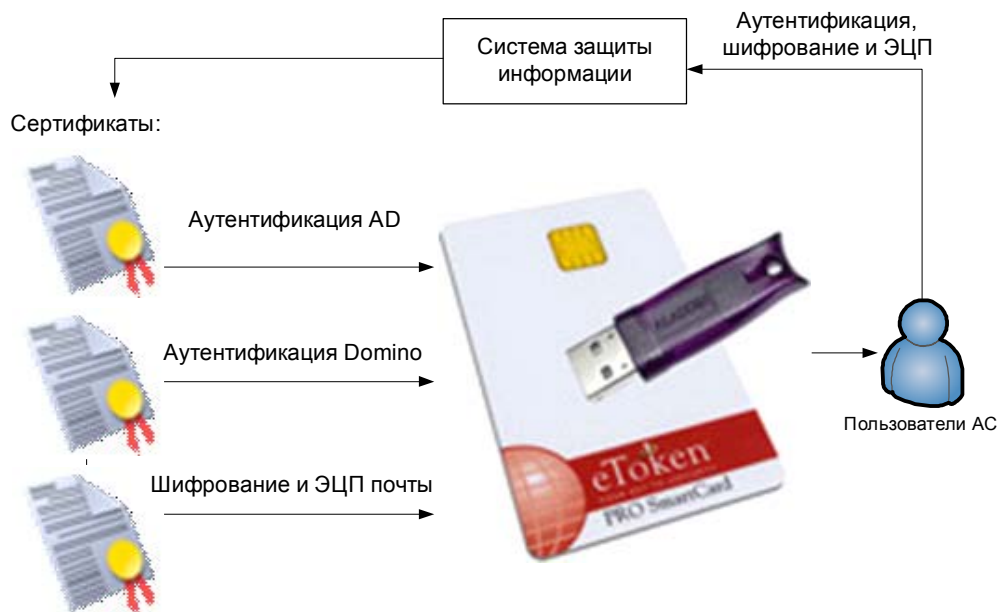 Система защиты
информации
Аутентификация,
шифрование и ЭЦП
Сертификаты:
Аутентификация AD
Аутентификация Domino
Шифрование и ЭЦП почты
ALADDIN
eToken
PRO SmartCard
Пользователи АС